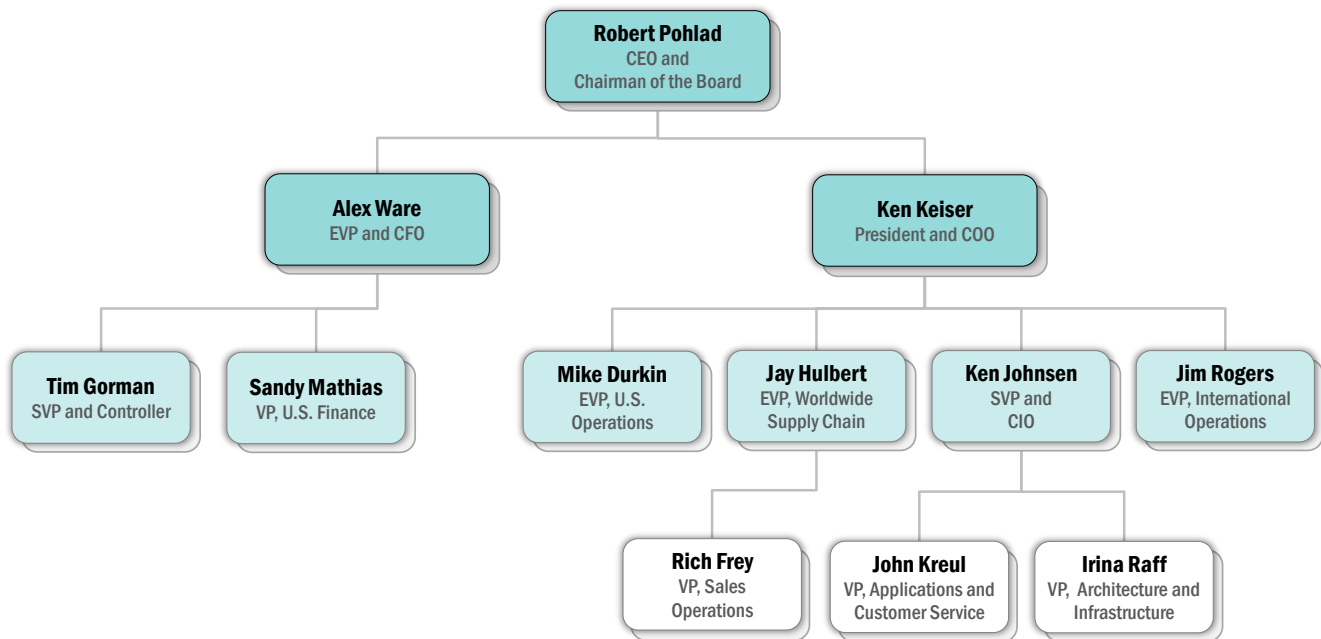 Robert Pohlad
CEO and
Chairman of the Board
Alex Ware
EVP and CFO
Ken Keiser
President and COO
Tim Gorman
SVP and Controller
Sandy Mathias
VP, U.S. Finance
Mike Durkin
EVP, U.S.
Operations
Jay Hulbert
EVP, Worldwide
Supply Chain
Ken Johnsen
SVP and
CIO
Jim Rogers
EVP, International
Operations
Rich Frey
VP, Sales
Operations
John Kreul
VP, Applications and
Customer Service
Irina Raff
VP, Architecture and
Infrastructure